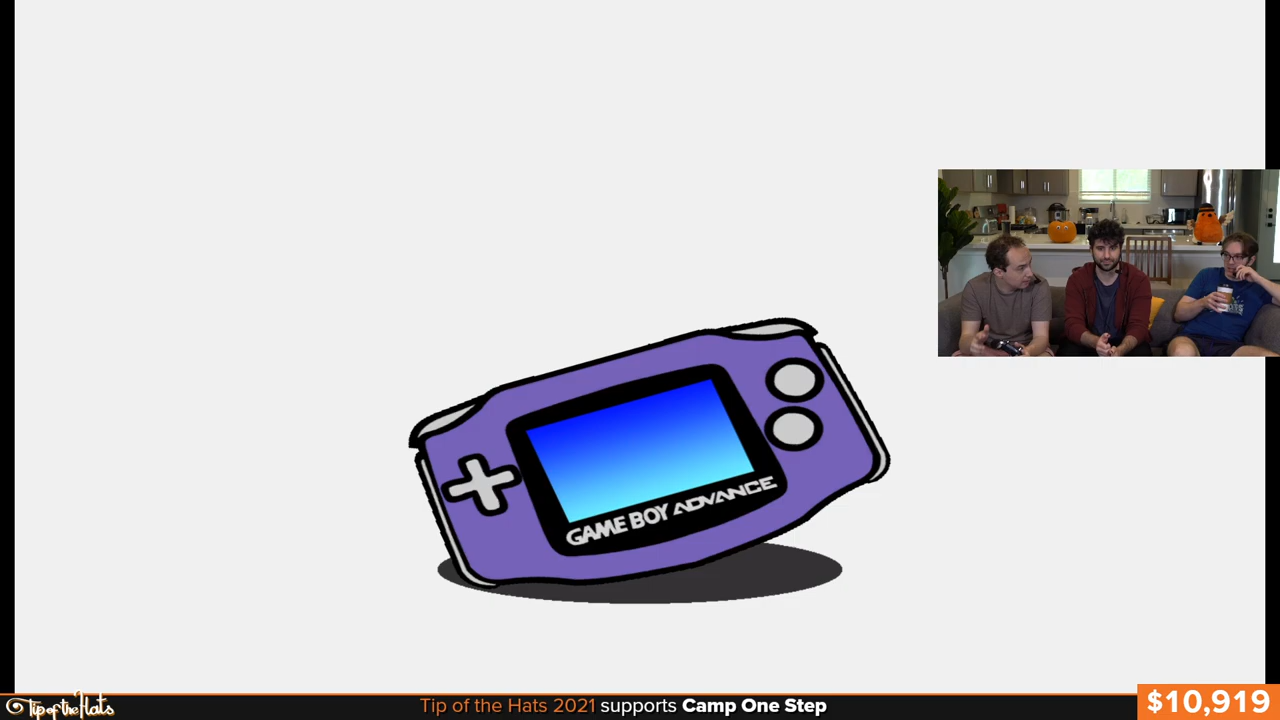 GAME BOY ADVANCE
Tip of the Hats
Tip of the Hats 2021 supports Camp One Step
$10,919